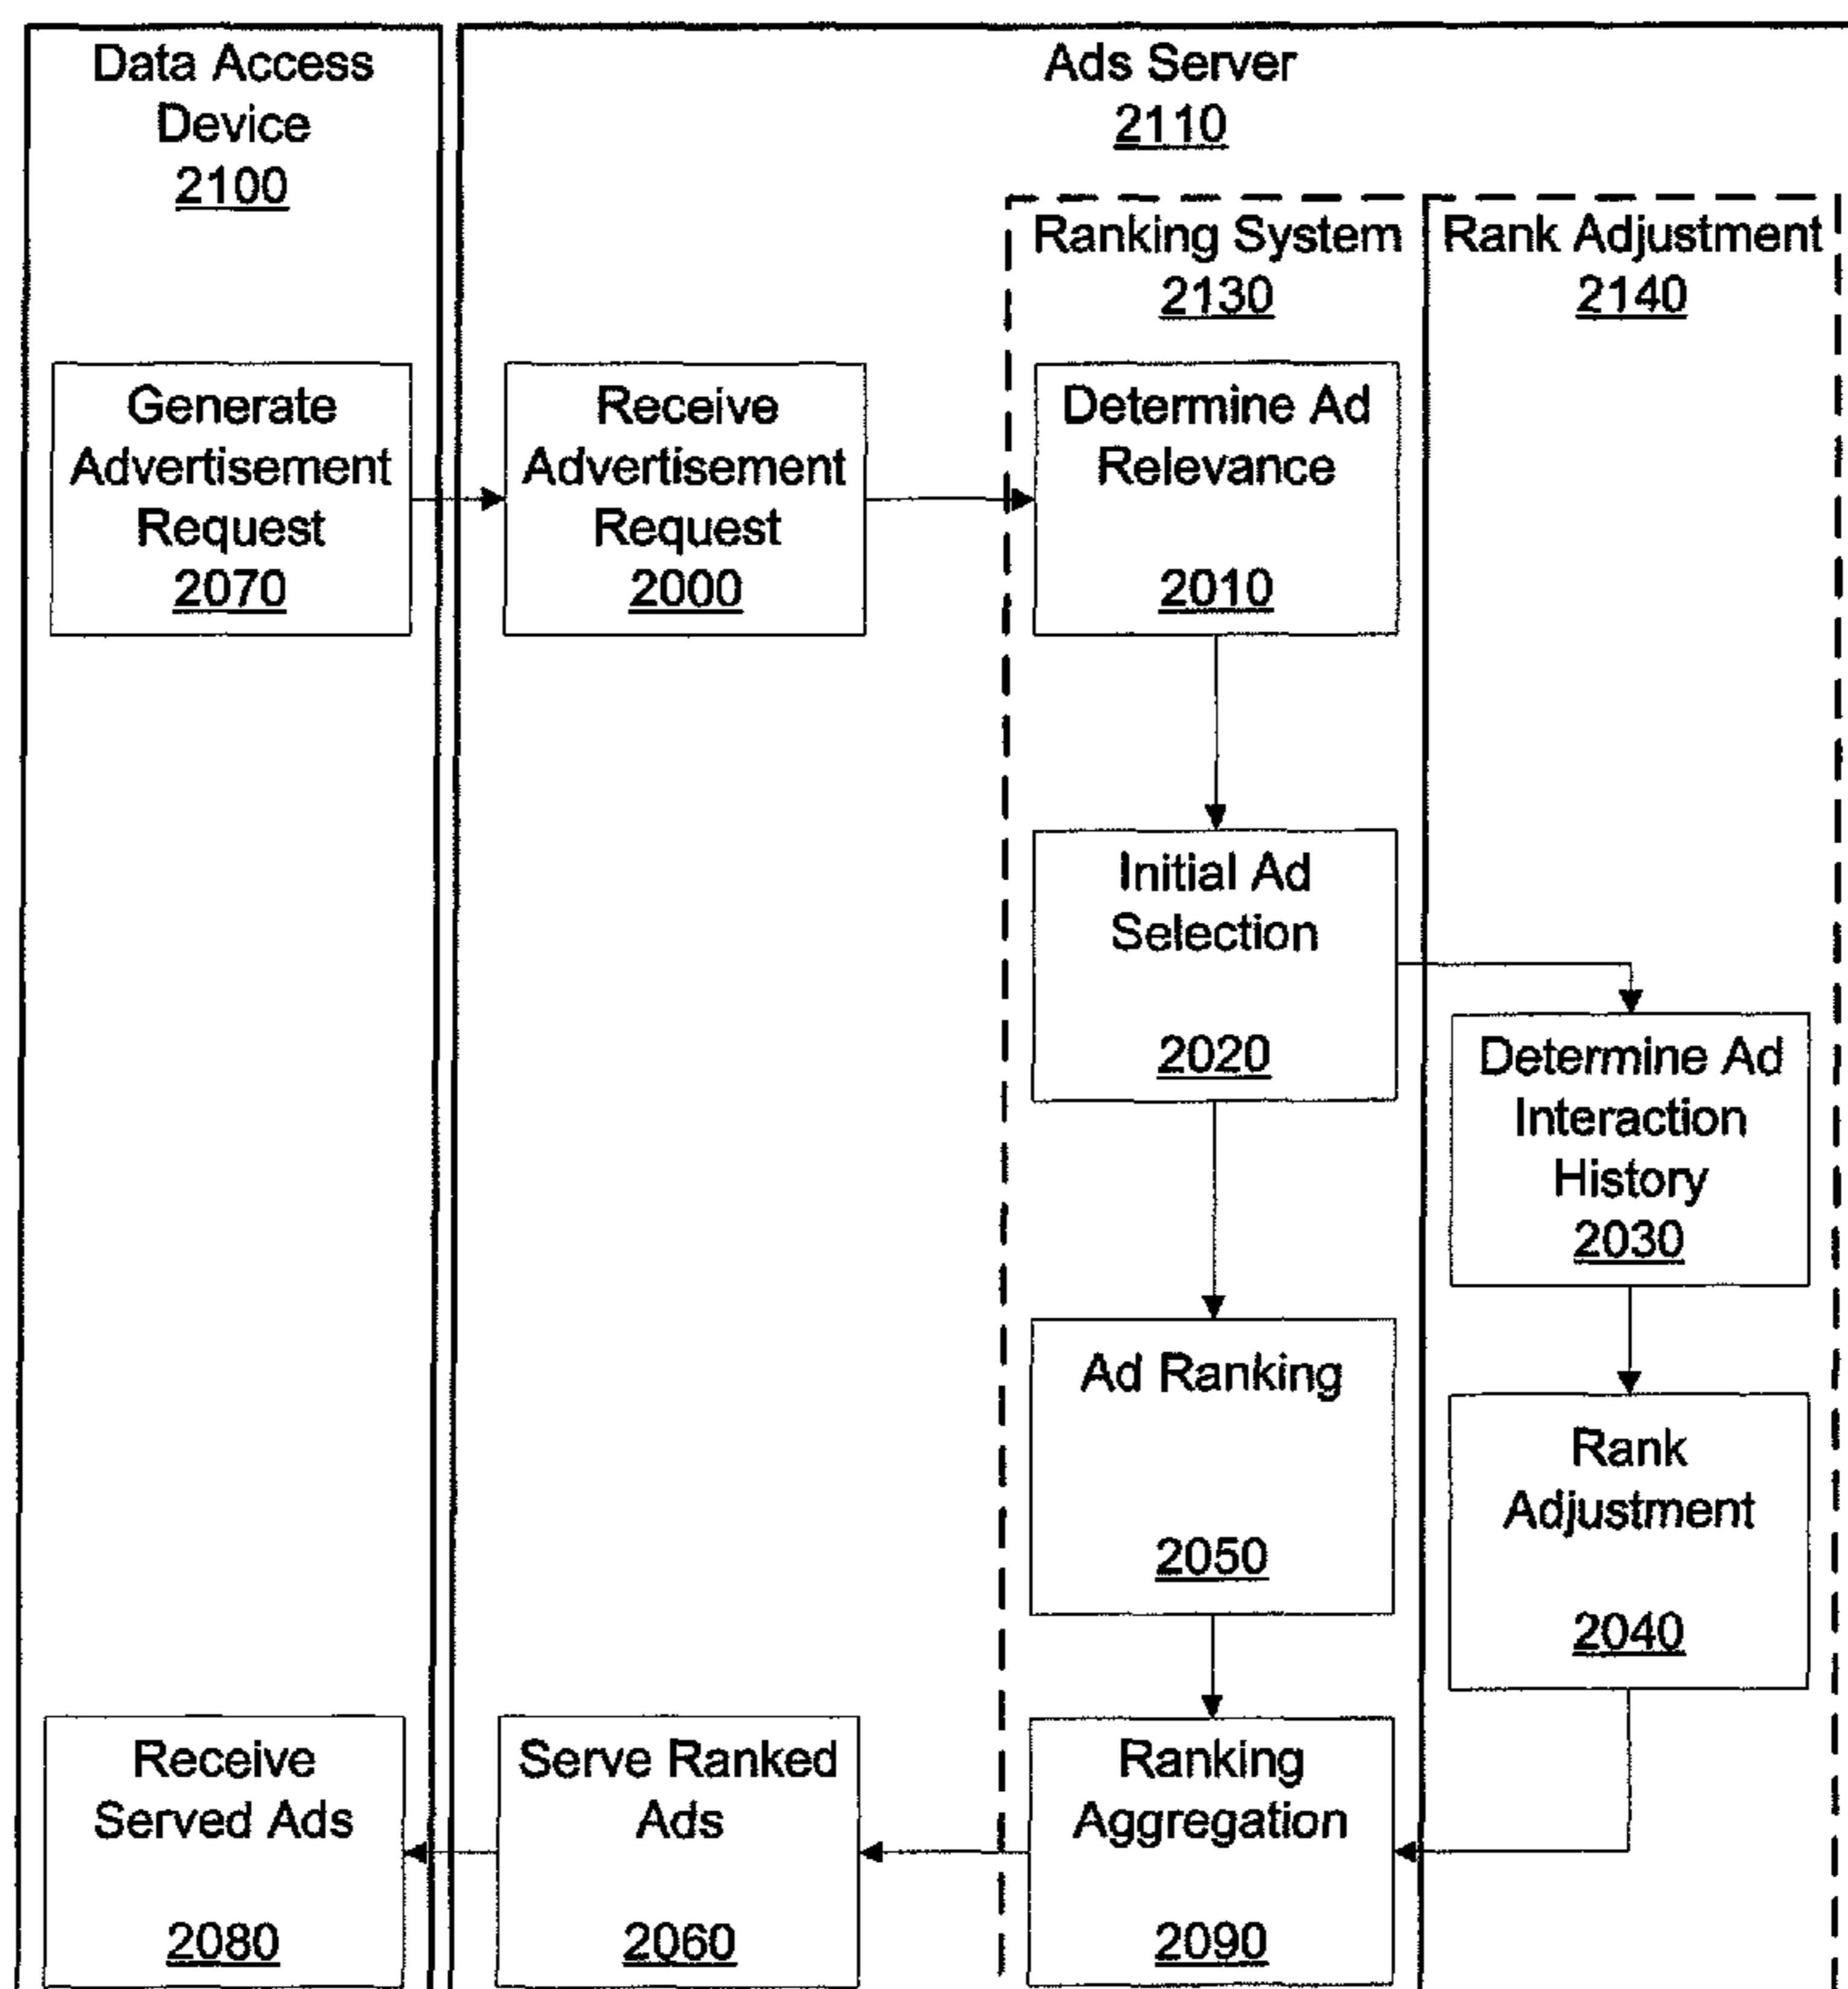 Data Access
Device
2100
Ads Server
2110
Ranking System
2130
Rank Adjustment
2140
Generate
Advertisement
Request
2070
Receive
Advertisement
Request
2000
Determine Ad
Relevance
2010
Initial Ad
Selection
2020
Determine Ad
Interaction
History
2030
Ad Ranking
2050
Rank
Adjustment
2040
Receive
Served Ads
2080
Serve Ranked
Ads
2060
Ranking
Aggregation
2090